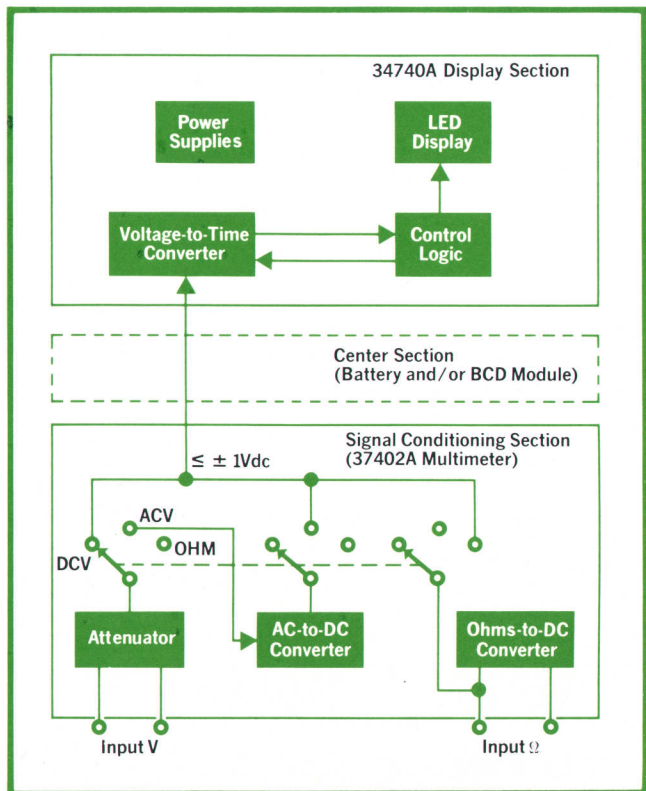 34740A Display Section
Power
Supplies
LED
Display
Voltage-to-Time
Converter
Control
Logic
Center Section
(Battery and/or BCD Module)
Signal Conditioning Section
(37402A Multimeter)
≤ ± 1Vdc
ACV
OHM
DCV
Attenuator
AC-to-DC
Converter
Ohms-to-DC
Converter
Input V
Input Ω